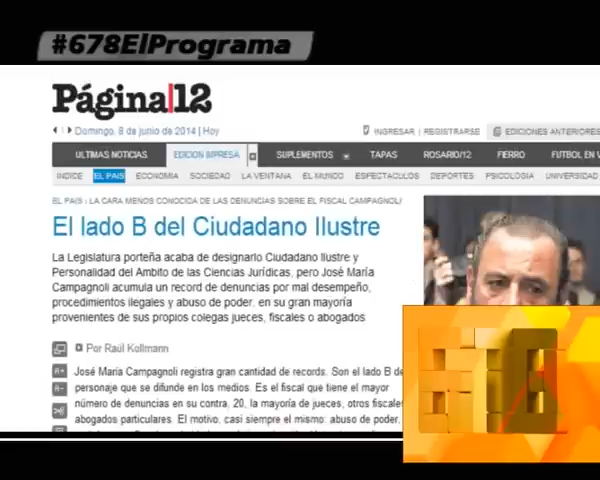 #678ElPrograma
Página|12
Domingo, 8 de junio de 2014 | Hoy
INGRESAR | REGISTRARSE
EDICIONES ANTERIORES
ULTIMAS NOTICIAS EDICION IMPRESA SUPLEMENTOS TAPAS ROSARIO/12 FIERRO FUTBOL EN
INDICE EL PAIS ECONOMIA SOCIEDAD LA VENTANA EL MUNDO ESPECTACULOS DEPORTES PSICOLOGIA UNIVERSIDAD
EL PAIS : LA CARA MENOS CONOCIDA DE LAS DENUNCIAS SOBRE EL FISCAL CAMPAGNOLI
El lado B del Ciudadano Ilustre
La Legislatura porteña acaba de designarlo Ciudadano Ilustre y
Personalidad del Ambito de las Ciencias Jurídicas, pero José María
Campagnoli acumula un record de denuncias por mal desempeño,
procedimientos ilegales y abuso de poder, en su gran mayoría
provenientes de sus propios colegas jueces, fiscales o abogados
Por Raúl Kollmann
José María Campagnoli registra gran cantidad de records. Son el lado B de
personaje que se difunde en los medios. Es el fiscal que tiene el mayor
número de denuncias en su contra, 20, la mayoría de jueces, otros fiscales
abogados particulares. El motivo, casi siempre el mismo: abuso de poder,